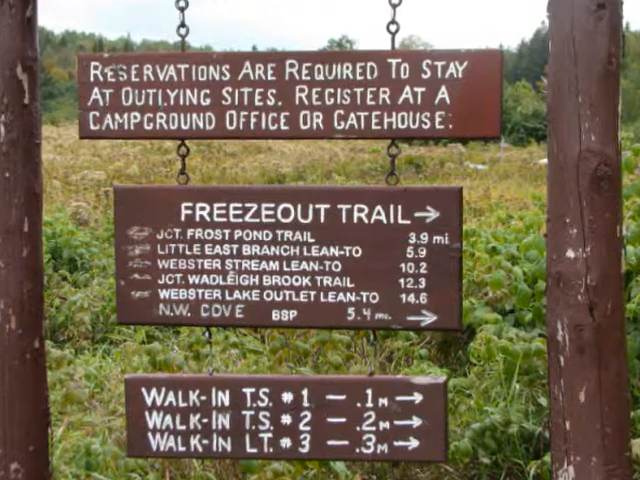 RESERVATIONS ARE REQUIRED TO STAY
AT OUTLYING SITES. REGISTER AT A
CAMPGROUND OFFICE OR GATEHOUSE.
FREEZEOUT TRAIL→
JCT. FROST POND TRAIL 3.9 mi
LITTLE EAST BRANCH LEAN-TO 5.9
WEBSTER STREAM LEAN-TO 10.2
JCT. WADLEIGH BROOK TRAIL 12.3
WEBSTER LAKE OUTLET LEAN-TO 14.6
N.W. COVE BSP 5.4 mi. →
WALK-IN T.S. #1 — .1M →
WALK-IN T.S. #2 — .2M →
WALK-IN LT. #3 — .3M →